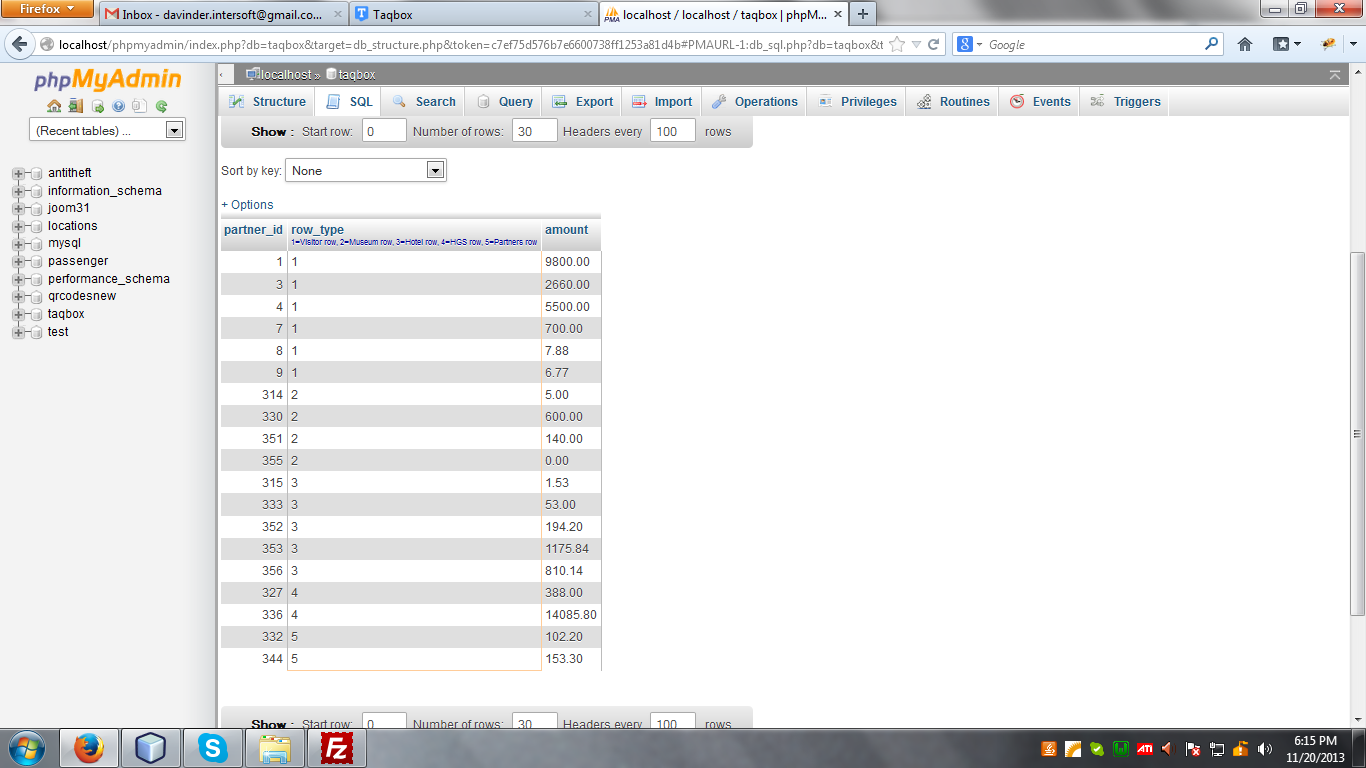 Firefox
Inbox - davinder.intersoft@gmail.co...
Taqbox
localhost / localhost / taqbox | phpM...
localhost/phpmyadmin/index.php?db=taqbox&target=db_structure.php&token=c7ef75d576b7e6600738ff1253a81d4b#PMAURL-1:db_sql.php?db=taqbox&t
Google
phpMyAdmin
(Recent tables) ...
antitheft
information_schema
joom31
locations
mysql
passenger
performance_schema
qrcodesnew
taqbox
test
localhost » taqbox
Structure SQL Search Query Export Import Operations Privileges Routines Events Triggers
Show : Start row: 0 Number of rows: 30 Headers every 100 rows
Sort by key: None
+ Options
partner_id row_type amount
1=Visitor row, 2=Museum row, 3=Hotel row, 4=HGS row, 5=Partners row
1 1 9800.00
3 1 2660.00
4 1 5500.00
7 1 700.00
8 1 7.88
9 1 6.77
314 2 5.00
330 2 600.00
351 2 140.00
355 2 0.00
315 3 1.53
333 3 53.00
352 3 194.20
353 3 1175.84
356 3 810.14
327 4 388.00
336 4 14085.80
332 5 102.20
344 5 153.30
Show : Start row: 0 Number of rows: 30 Headers every 100 rows
6:15 PM
11/20/2013